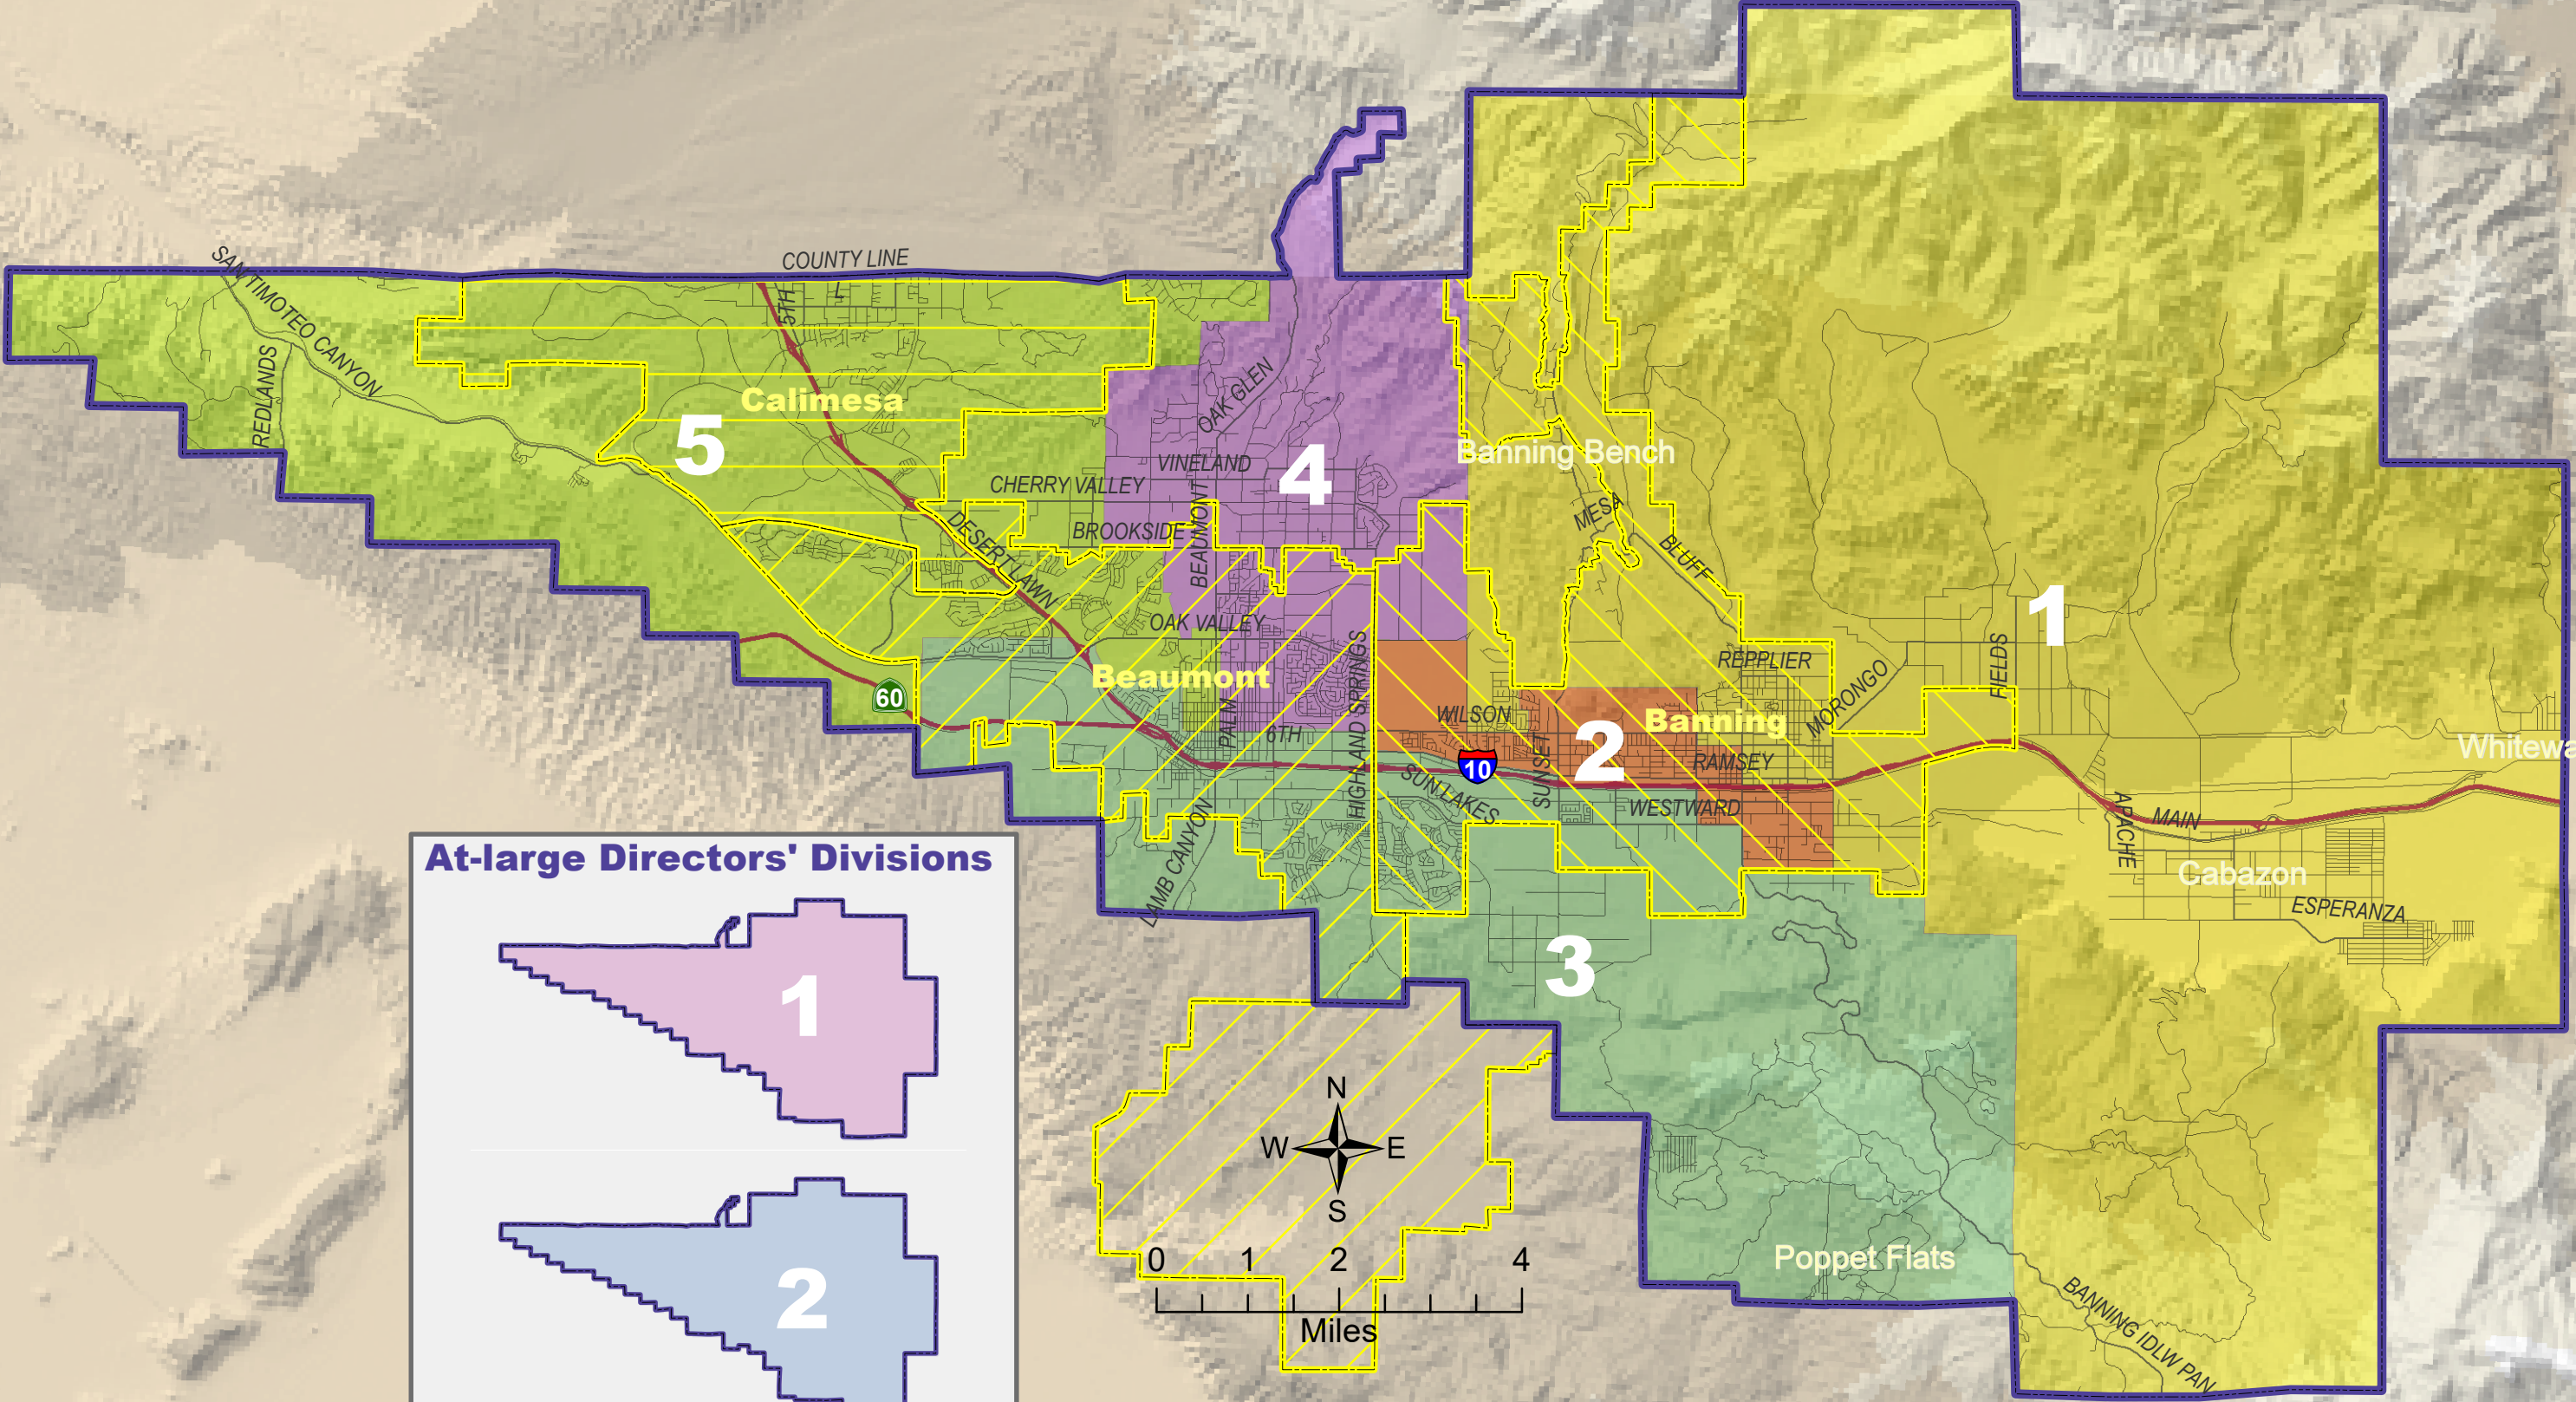 COUNTY LINE
SAN TIMOTEO CANYON
5TH
L
REDLANDS
Calimesa
5
OAK GLEN
VINELAND
4
Banning Bench
CHERRY VALLEY
BROOKSIDE
BEAUMONT
DESERT LAWN
MESA
BLUFF
1
OAK VALLEY
HIGHLAND SPRINGS
REPPLIER
FIELDS
MORONGO
Beaumont
60
PALM
6TH
WILSON
2
Banning
SUNSET
RAMSEY
10
SUN LAKES
WESTWARD
Whitewa
APACHE
MAIN
LAMB CANYON
Cabazon
ESPERANZA
3
Poppet Flats
BANNING IDLW PAN
At-large Directors' Divisions
1
2
N
W E
S
0 1 2 4
Miles